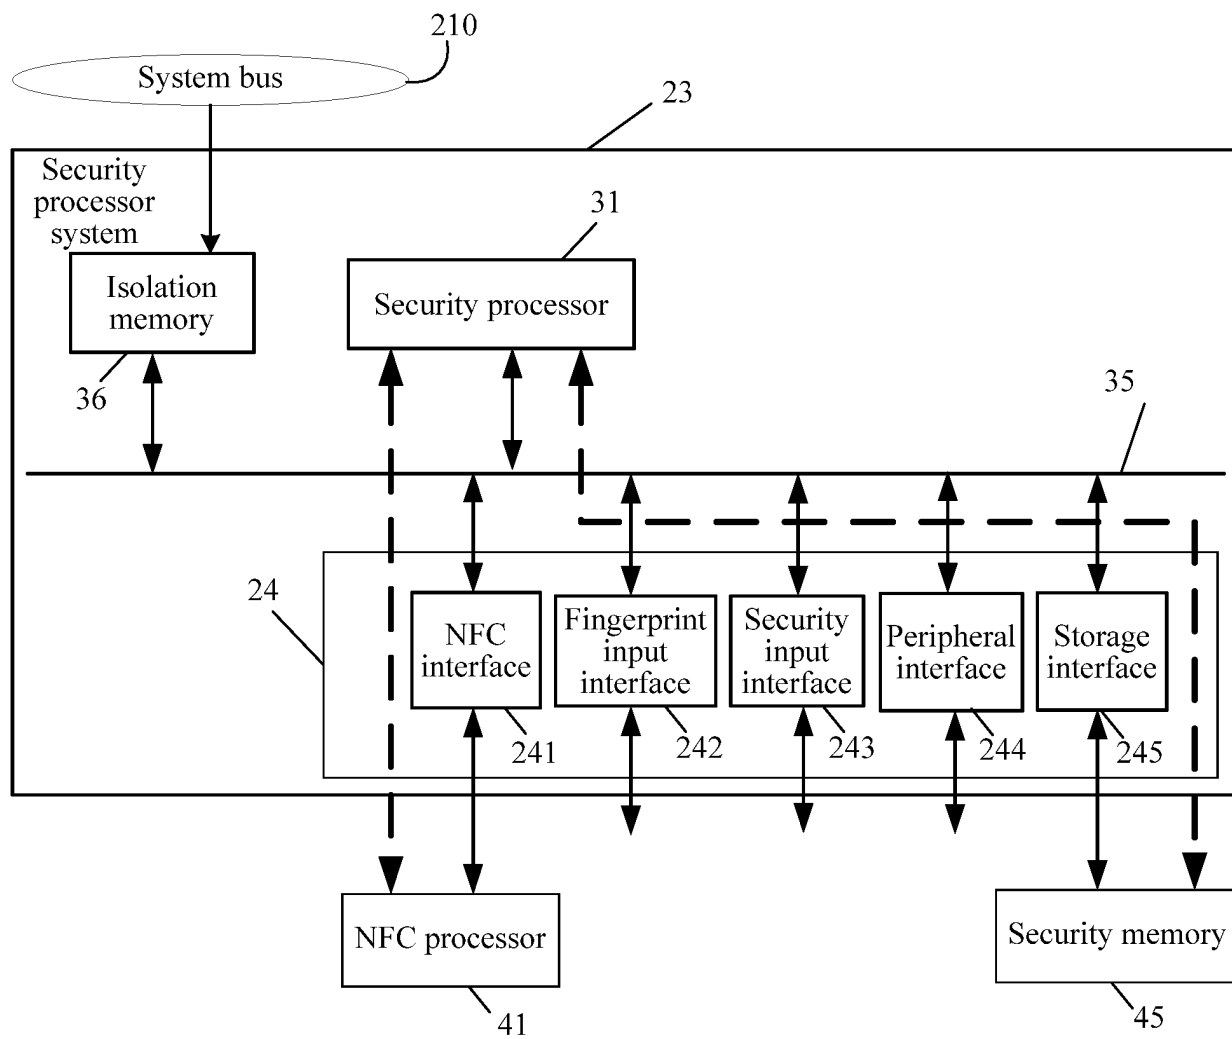 210
System bus
23
Security
processor
system
31
Isolation
memory
Security processor
36
35
24
NFC
interface
Fingerprint
input
interface
Security
input
interface
Peripheral
interface
Storage
interface
241
242
243
244
245
NFC processor
Security memory
41
45